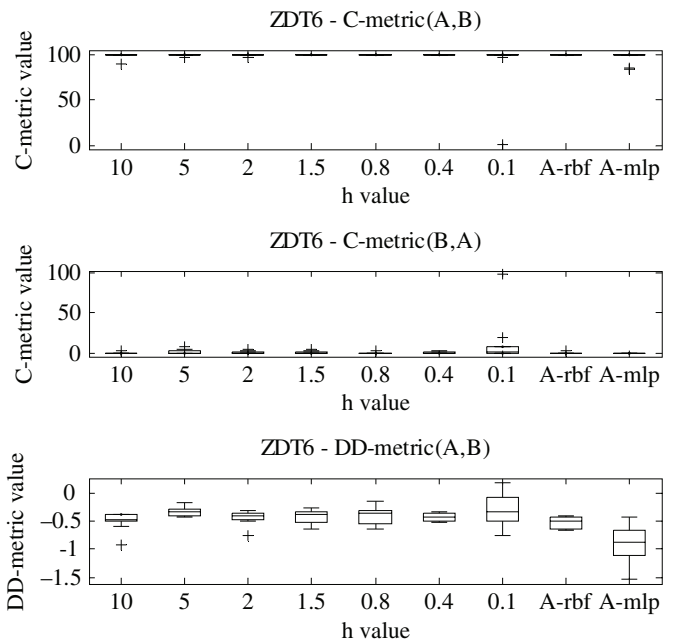 ZDT6 - C-metric(A,B)
C-metric value
100
50
0
10 5 2 1.5 0.8 0.4 0.1 A-rbf A-mlp
h value
ZDT6 - C-metric(B,A)
C-metric value
100
50
0
10 5 2 1.5 0.8 0.4 0.1 A-rbf A-mlp
h value
ZDT6 - DD-metric(A,B)
DD-metric value
0
−0.5
-1
−1.5
10 5 2 1.5 0.8 0.4 0.1 A-rbf A-mlp
h value